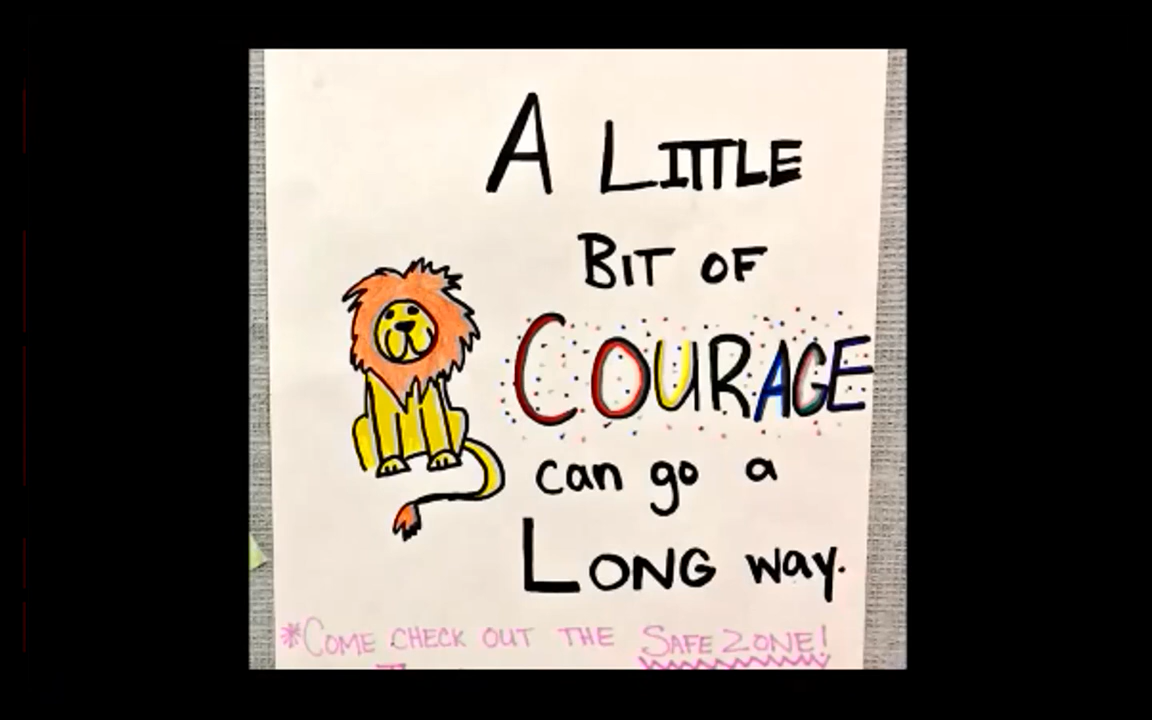 A LITTLE
BIT OF
COURAGE
can go a
LONG way.
*COME CHECK OUT THE SAFE ZONE!